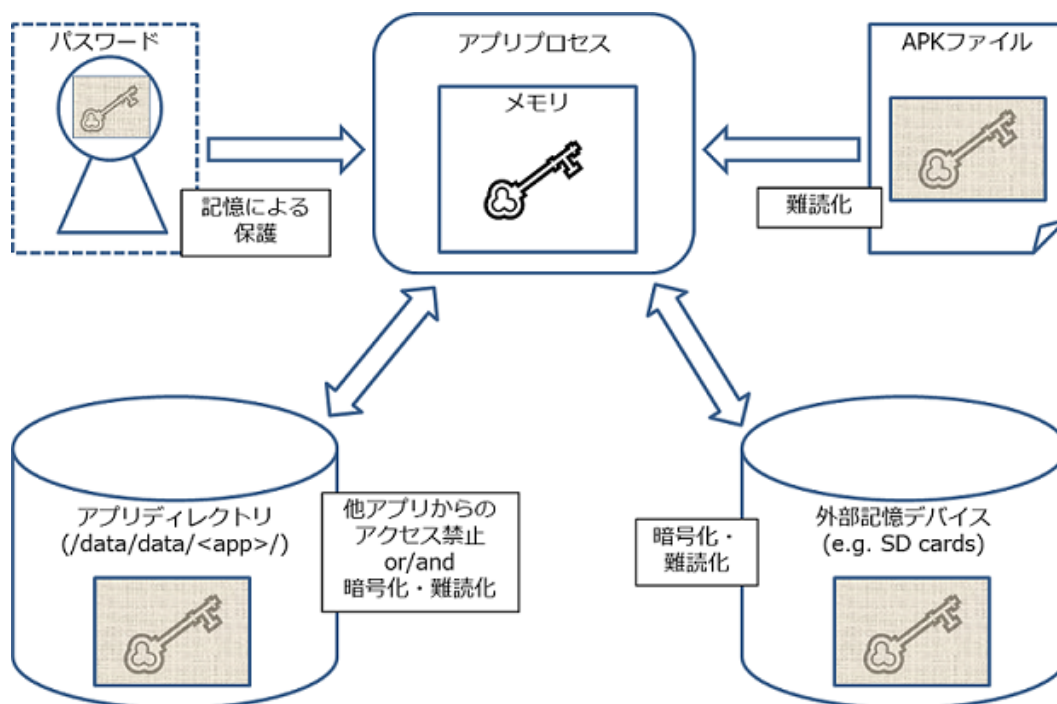 パスワード
アプリプロセス
APKファイル
メモリ
記憶による
保護
難読化
アプリディレクトリ
(/data/data/<app>/)
他アプリからの
アクセス禁止
or/and
暗号化・難読化
暗号化・
難読化
外部記憶デバイス
(e.g. SD cards)